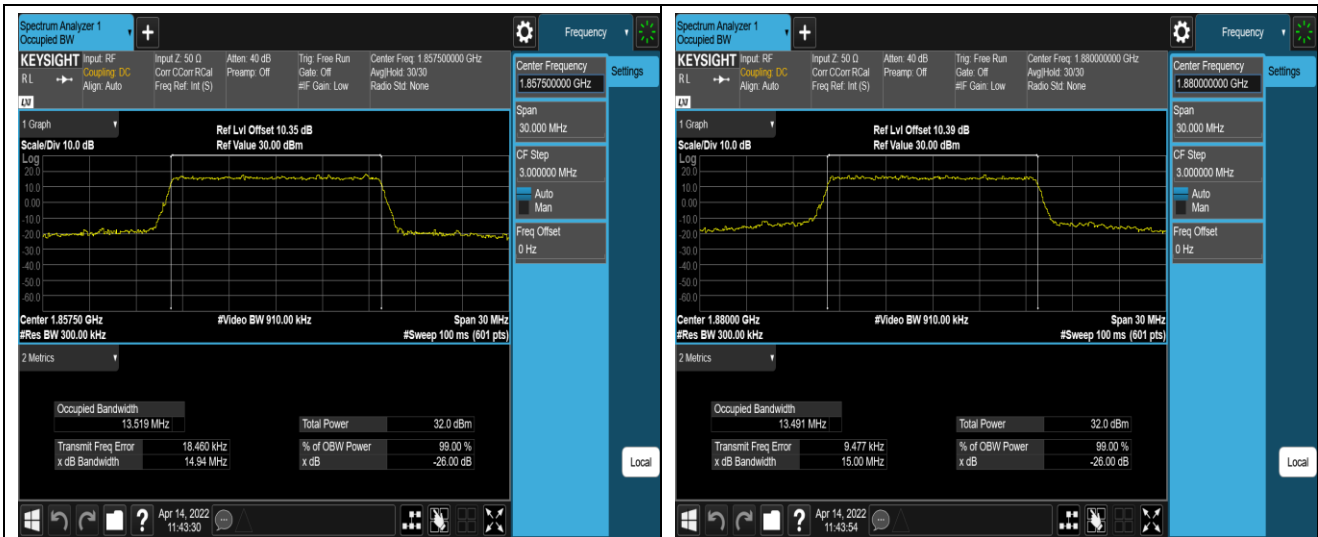 Spectrum Analyzer 1
Occupied BW
+
Frequency
KEYSIGHT
RL
LXI
Input: RF
Coupling: DC
Align: Auto
Input Z: 50 Ω
Corr CCorr RCal
Freq Ref: Int (S)
Atten: 40 dB
Preamp: Off
Trig: Free Run
Gate: Off
#IF Gain: Low
Center Freq: 1.857500000 GHz
Avg|Hold: 30/30
Radio Std: None
Center Frequency
1.857500000 GHz
Settings
Span
30.000 MHz
CF Step
3.000000 MHz
Auto
Man
Freq Offset
0 Hz
1 Graph
Ref Lvl Offset 10.35 dB
Scale/Div 10.0 dB
Ref Value 30.00 dBm
Log
20.0
10.0
0.00
-10.0
-20.0
-30.0
-40.0
-50.0
-60.0
Center 1.85750 GHz
#Video BW 910.00 kHz
Span 30 MHz
#Res BW 300.00 kHz
#Sweep 100 ms (601 pts)
2 Metrics
Occupied Bandwidth
13.519 MHz
Total Power 32.0 dBm
Transmit Freq Error 18.460 kHz
% of OBW Power 99.00 %
x dB Bandwidth 14.94 MHz
x dB -26.00 dB
Local
?
Apr 14, 2022
11:43:30
Spectrum Analyzer 1
Occupied BW
+
Frequency
KEYSIGHT
RL
LXI
Input: RF
Coupling: DC
Align: Auto
Input Z: 50 Ω
Corr CCorr RCal
Freq Ref: Int (S)
Atten: 40 dB
Preamp: Off
Trig: Free Run
Gate: Off
#IF Gain: Low
Center Freq: 1.880000000 GHz
Avg|Hold: 30/30
Radio Std: None
Center Frequency
1.880000000 GHz
Settings
Span
30.000 MHz
CF Step
3.000000 MHz
Auto
Man
Freq Offset
0 Hz
1 Graph
Ref Lvl Offset 10.39 dB
Scale/Div 10.0 dB
Ref Value 30.00 dBm
Log
20.0
10.0
0.00
-10.0
-20.0
-30.0
-40.0
-50.0
-60.0
Center 1.88000 GHz
#Video BW 910.00 kHz
Span 30 MHz
#Res BW 300.00 kHz
#Sweep 100 ms (601 pts)
2 Metrics
Occupied Bandwidth
13.491 MHz
Total Power 32.0 dBm
Transmit Freq Error 9.477 kHz
% of OBW Power 99.00 %
x dB Bandwidth 15.00 MHz
x dB -26.00 dB
Local
?
Apr 14, 2022
11:43:54